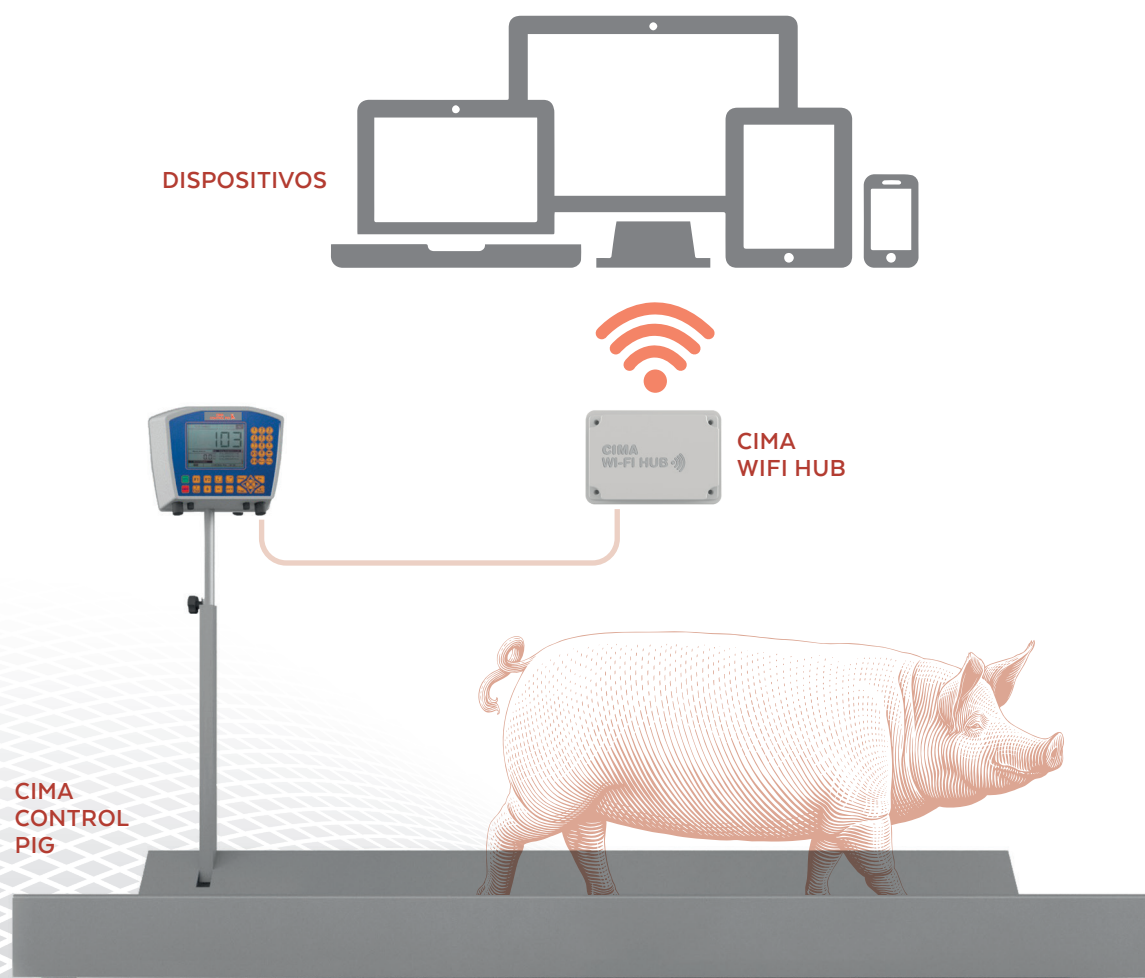 DISPOSITIVOS
103
CIMA
WI-FI HUB
CIMA
WIFI HUB
CIMA
CONTROL
PIG